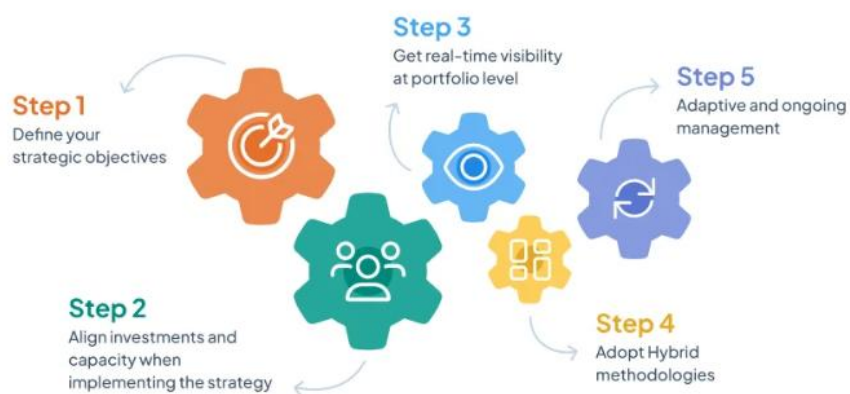 Step 1
Define your
strategic objectives
Step 2
Align investments and
capacity when
implementing the strategy
Step 3
Get real-time visibility
at portfolio level
Step 4
Adopt Hybrid
methodologies
Step 5
Adaptive and ongoing
management